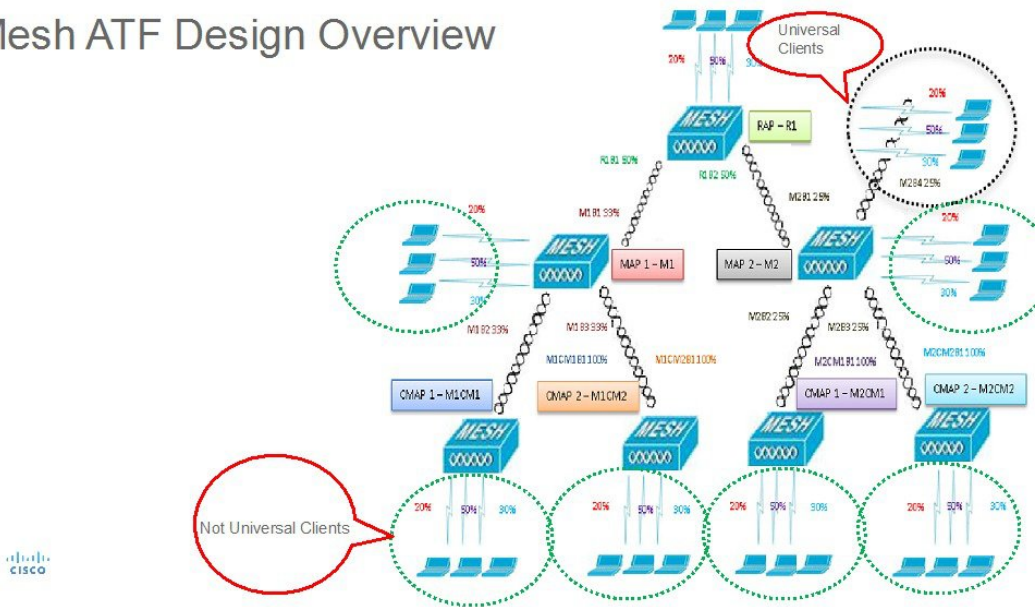 Mesh ATF Design Overview
Universal
Clients
20%
50%
30%
RAP – R1
20%
50%
30%
R1B1 50%
R1B2 50%
M2B1 25%
M2B4 25%
M1B1 33%
20%
50%
30%
MESH
MESH
MESH
MAP 1 – M1
MAP 2 – M2
20%
50%
30%
M1B2 33%
M1B3 33%
M2B2 25%
M2B3 25%
M1CM1B1 100%
M1CM2B1 100%
M2CM1B1 100%
M2CM2B1 100%
CMAP 1 – M1CM1
CMAP 2 – M1CM2
CMAP 1 – M2CM1
CMAP 2 – M2CM2
MESH
MESH
MESH
MESH
Not Universal Clients
20%
50%
30%
20%
50%
30%
20%
50%
30%
20%
50%
30%
CISCO